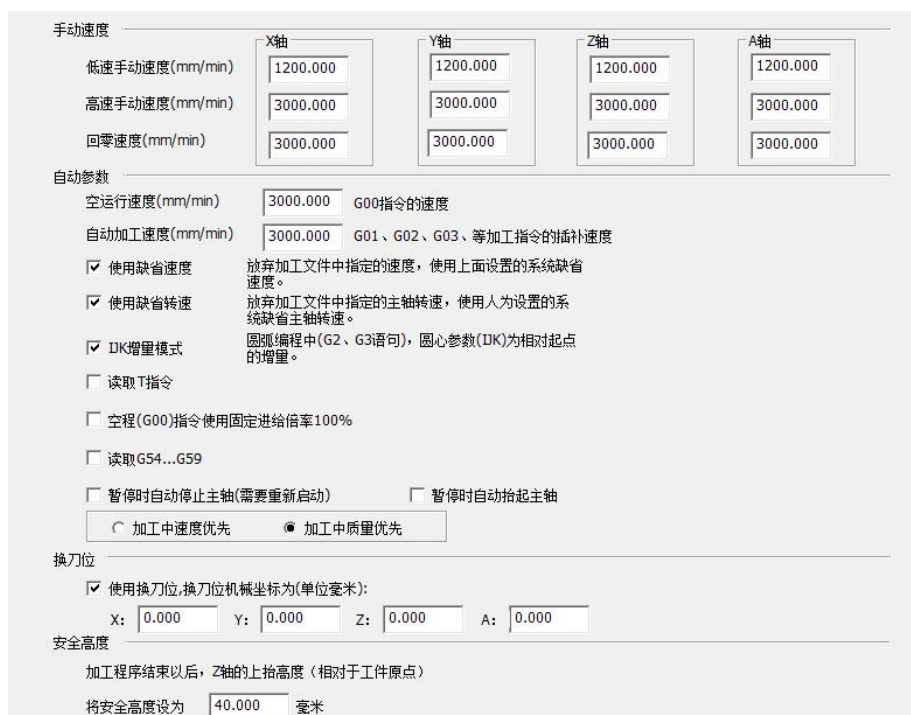 手动速度
X轴 Y轴 Z轴 A轴
低速手动速度(mm/min) 1200.000 1200.000 1200.000 1200.000
高速手动速度(mm/min) 3000.000 3000.000 3000.000 3000.000
回零速度(mm/min) 3000.000 3000.000 3000.000 3000.000
自动参数
空运行速度(mm/min) 3000.000 G00指令的速度
自动加工速度(mm/min) 3000.000 G01、G02、G03、等加工指令的插补速度
使用缺省速度 放弃加工文件中指定的速度，使用上面设置的系统缺省
速度。
使用缺省转速 放弃加工文件中指定的主轴转速，使用人为设置的系
统缺省主轴转速。
IJK增量模式 圆弧编程中(G2、G3语句)，圆心参数(IJK)为相对起点
的增量。
读取T指令
空程(G00)指令使用固定进给倍率100%
读取G54...G59
暂停时自动停止主轴(需要重新启动) 暂停时自动抬起主轴
加工中速度优先 加工中质量优先
换刀位
使用换刀位,换刀位机械坐标为(单位毫米):
X: 0.000 Y: 0.000 Z: 0.000 A: 0.000
安全高度
加工程序结束以后，Z轴的上抬高度（相对于工件原点）
将安全高度设为 40.000 毫米